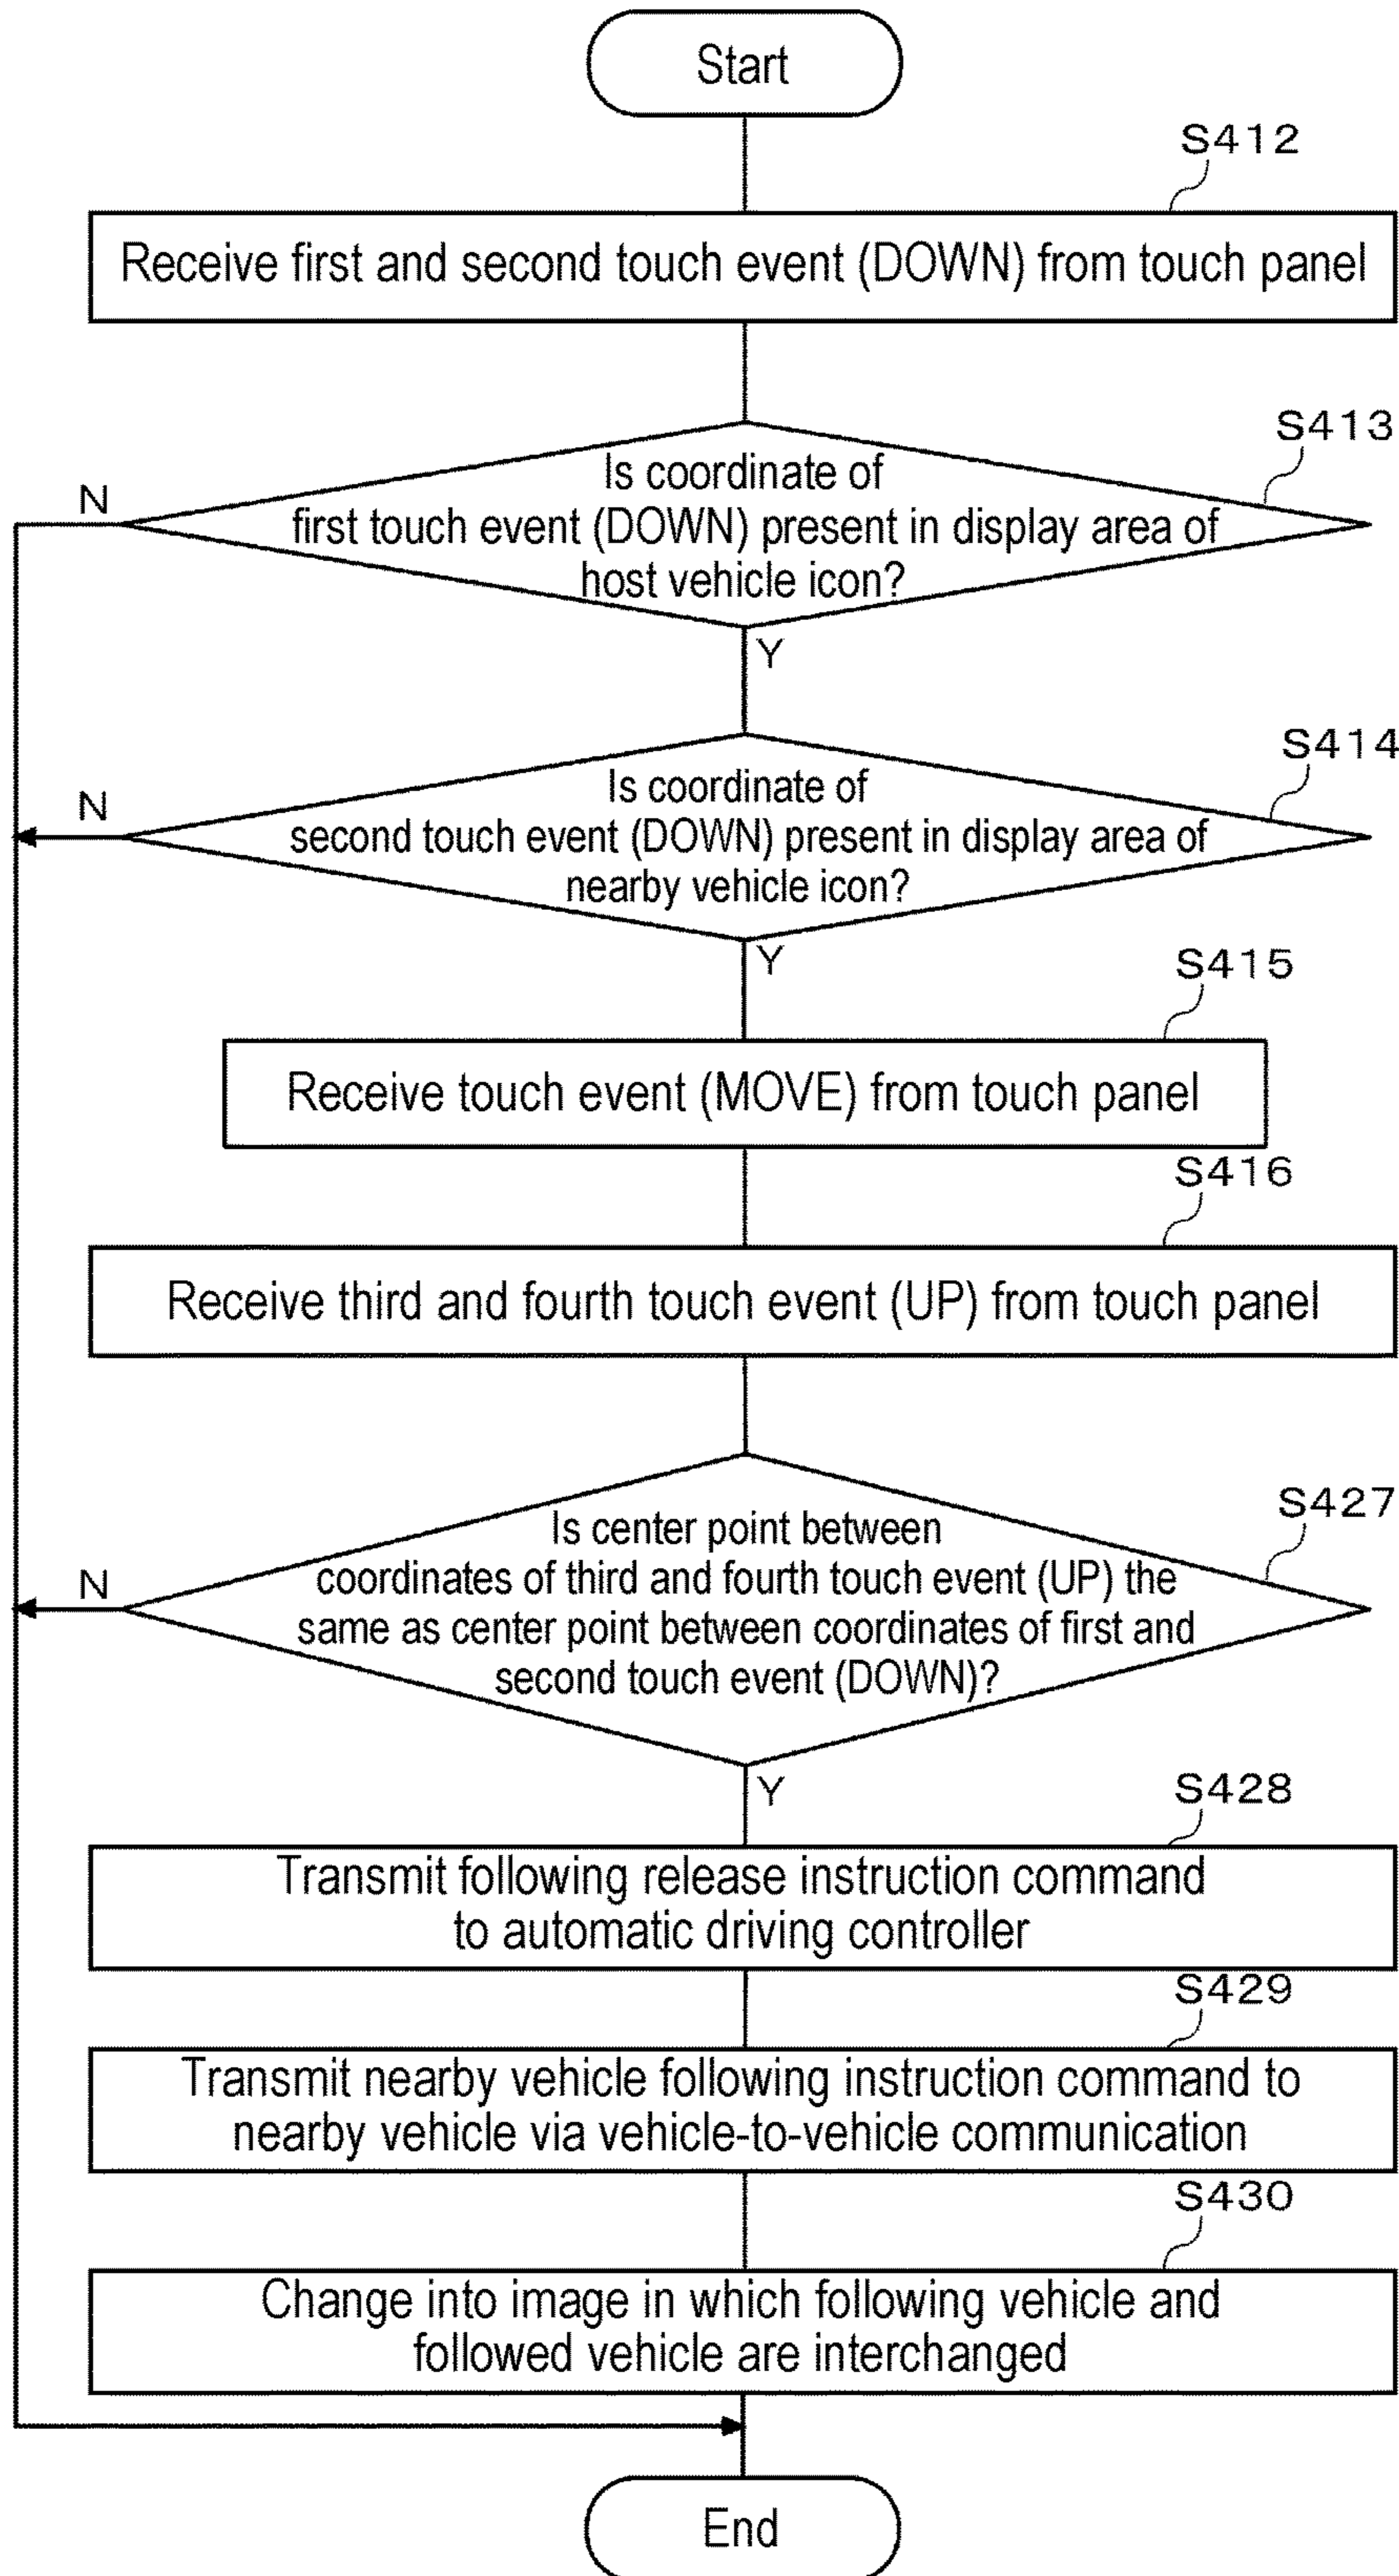 Start
S412
Receive first and second touch event (DOWN) from touch panel
S413
Is coordinate of
first touch event (DOWN) present in display area of
host vehicle icon?
N
Y
S414
Is coordinate of
second touch event (DOWN) present in display area of
nearby vehicle icon?
N
Y
S415
Receive touch event (MOVE) from touch panel
S416
Receive third and fourth touch event (UP) from touch panel
S427
Is center point between
coordinates of third and fourth touch event (UP) the
same as center point between coordinates of first and
second touch event (DOWN)?
N
Y
S428
Transmit following release instruction command
to automatic driving controller
S429
Transmit nearby vehicle following instruction command to
nearby vehicle via vehicle-to-vehicle communication
S430
Change into image in which following vehicle and
followed vehicle are interchanged
End